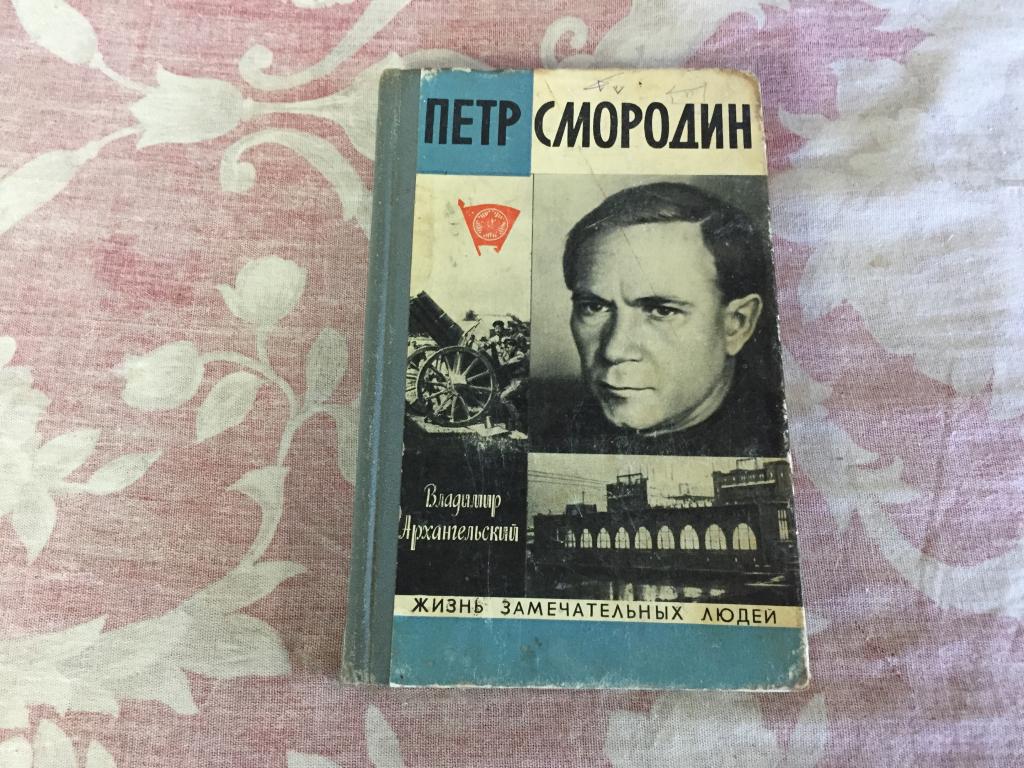 ПЕТР СМОРОДИН
Владимир
Архангельский
ЖИЗНЬ ЗАМЕЧАТЕЛЬНЫХ ЛЮДЕЙ